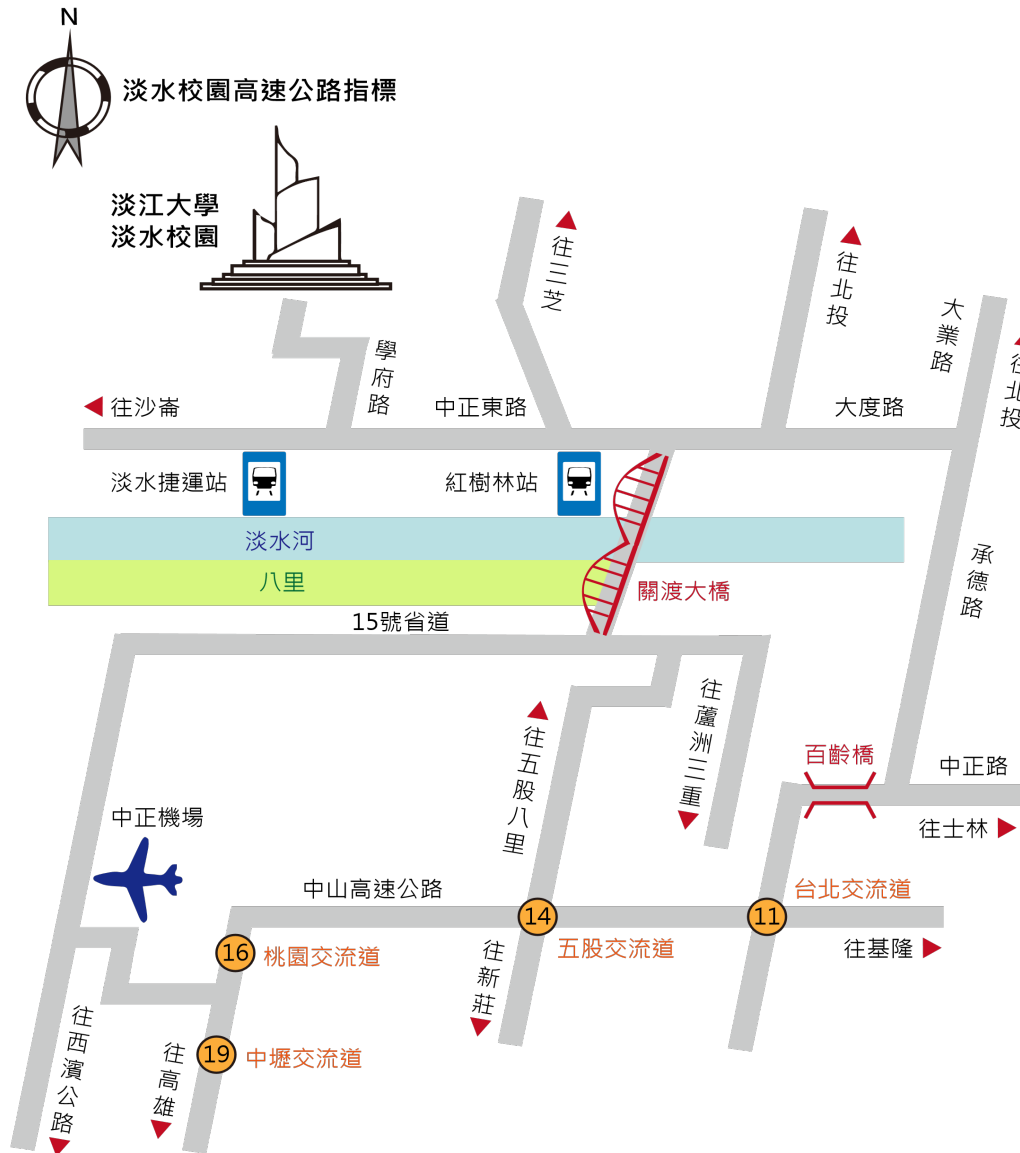 N
淡水校園高速公路指標
淡江大學
淡水校園
往三芝
往北投
大業路
往北投
學府路
往沙崙
中正東路
大度路
淡水捷運站
紅樹林站
淡水河
八里
關渡大橋
承德路
15號省道
往蘆洲三重
往五股八里
百齡橋
中正路
往士林
中正機場
中山高速公路
台北交流道
14
11
16
桃園交流道
五股交流道
往基隆
往新莊
往西濱公路
往高雄
19
中壢交流道